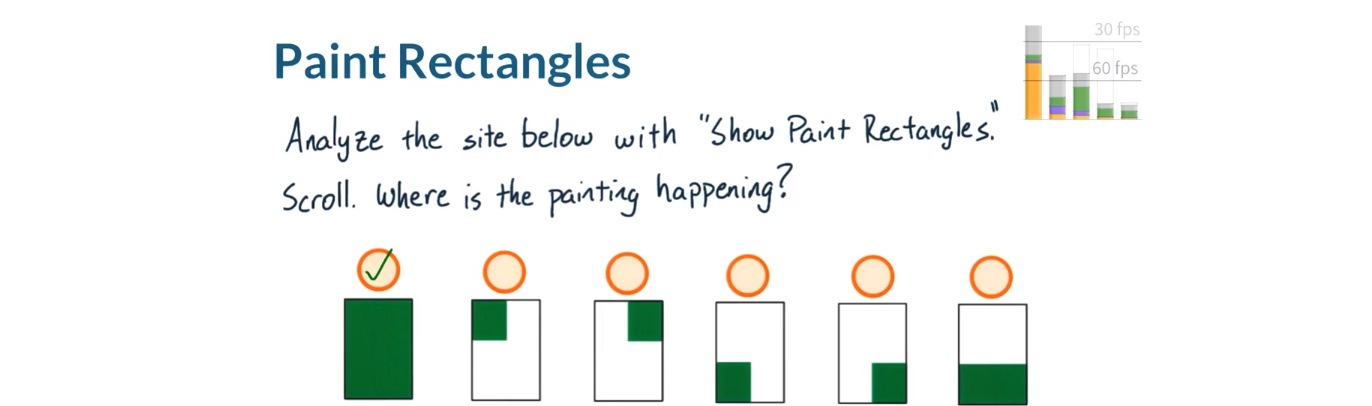 Paint Rectangles
30 fps
60 fps
Analyze the site below with "Show Paint Rectangles."
Scroll. Where is the painting happening?